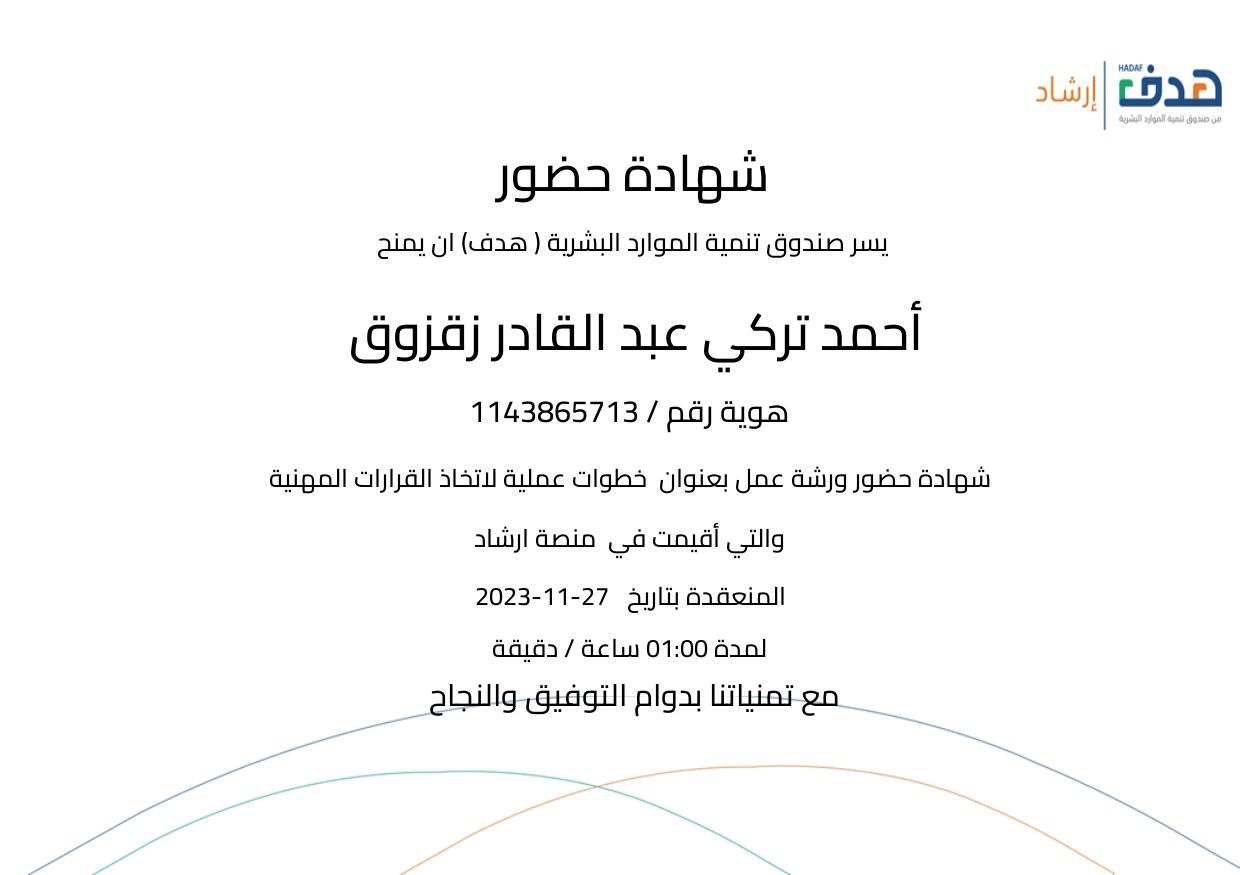 HADAF
هدف إرشاد
من صندوق تنمية الموارد البشرية
شهادة حضور
يسر صندوق تنمية الموارد البشرية ( هدف) ان يمنح
أحمد تركي عبد القادر زقزوق
هوية رقم / 1143865713
شهادة حضور ورشة عمل بعنوان خطوات عملية لاتخاذ القرارات المهنية
والتي أقيمت في منصة ارشاد
المنعقدة بتاريخ 27-11-2023
لمدة 01:00 ساعة / دقيقة
مع تمنياتنا بدوام التوفيق والنجاح